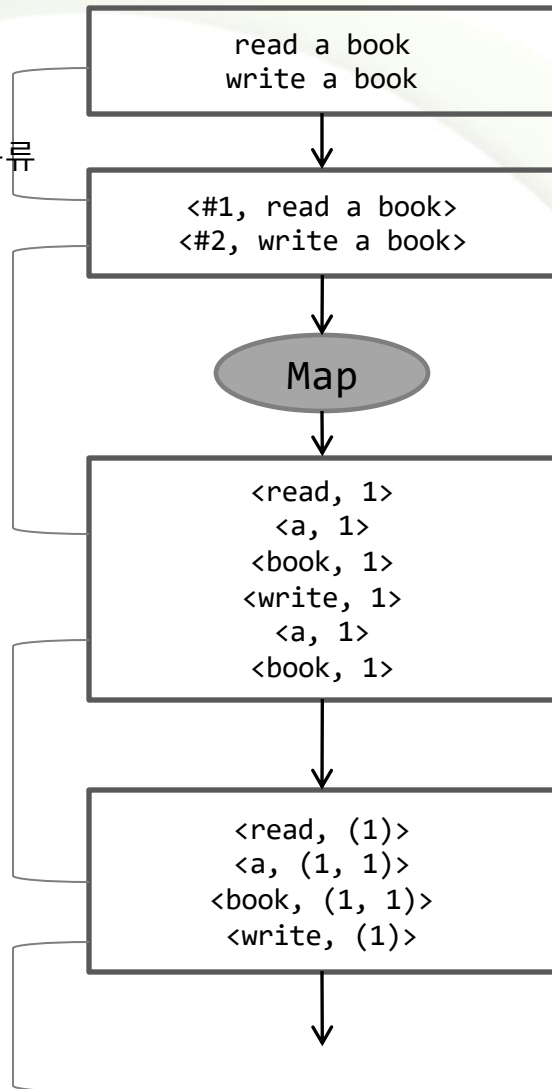 read a book
write a book
류
<#1, read a book>
<#2, write a book>
Map
<read, 1>
<a, 1>
<book, 1>
<write, 1>
<a, 1>
<book, 1>
<read, (1)>
<a, (1, 1)>
<book, (1, 1)>
<write, (1)>